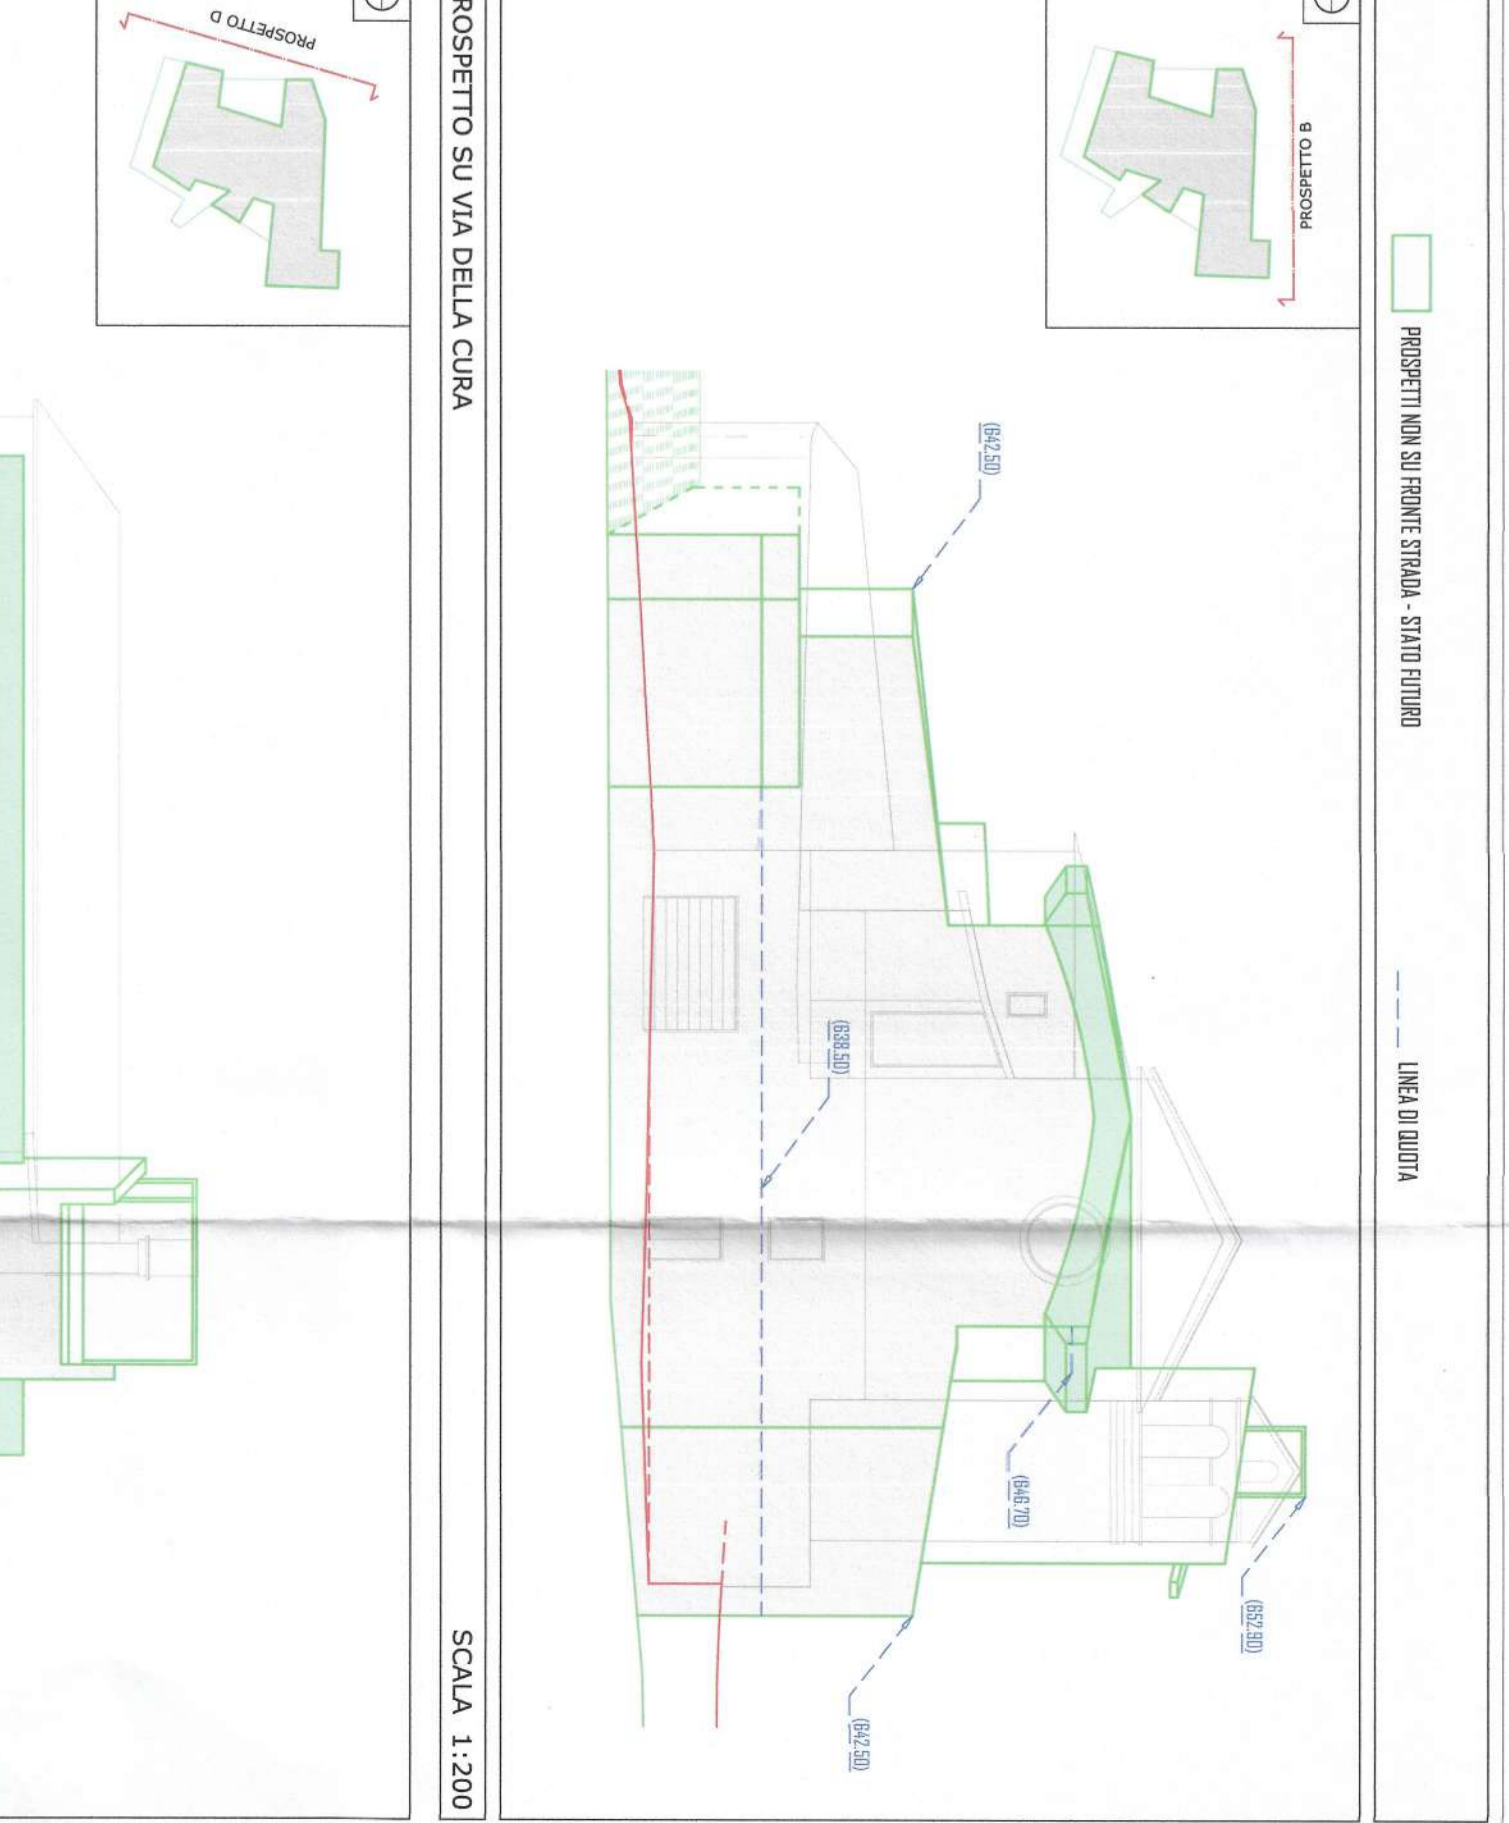 PROSPETTI NON SU FRONTE STRADA - STATO FUTURO
LINEA DI QUOTA
PROSPETTO B
(642.50)
(638.50)
(646.70)
(652.90)
(642.50)
ROSPETTO SU VIA DELLA CURA
SCALA 1:200
PROSPETTO D